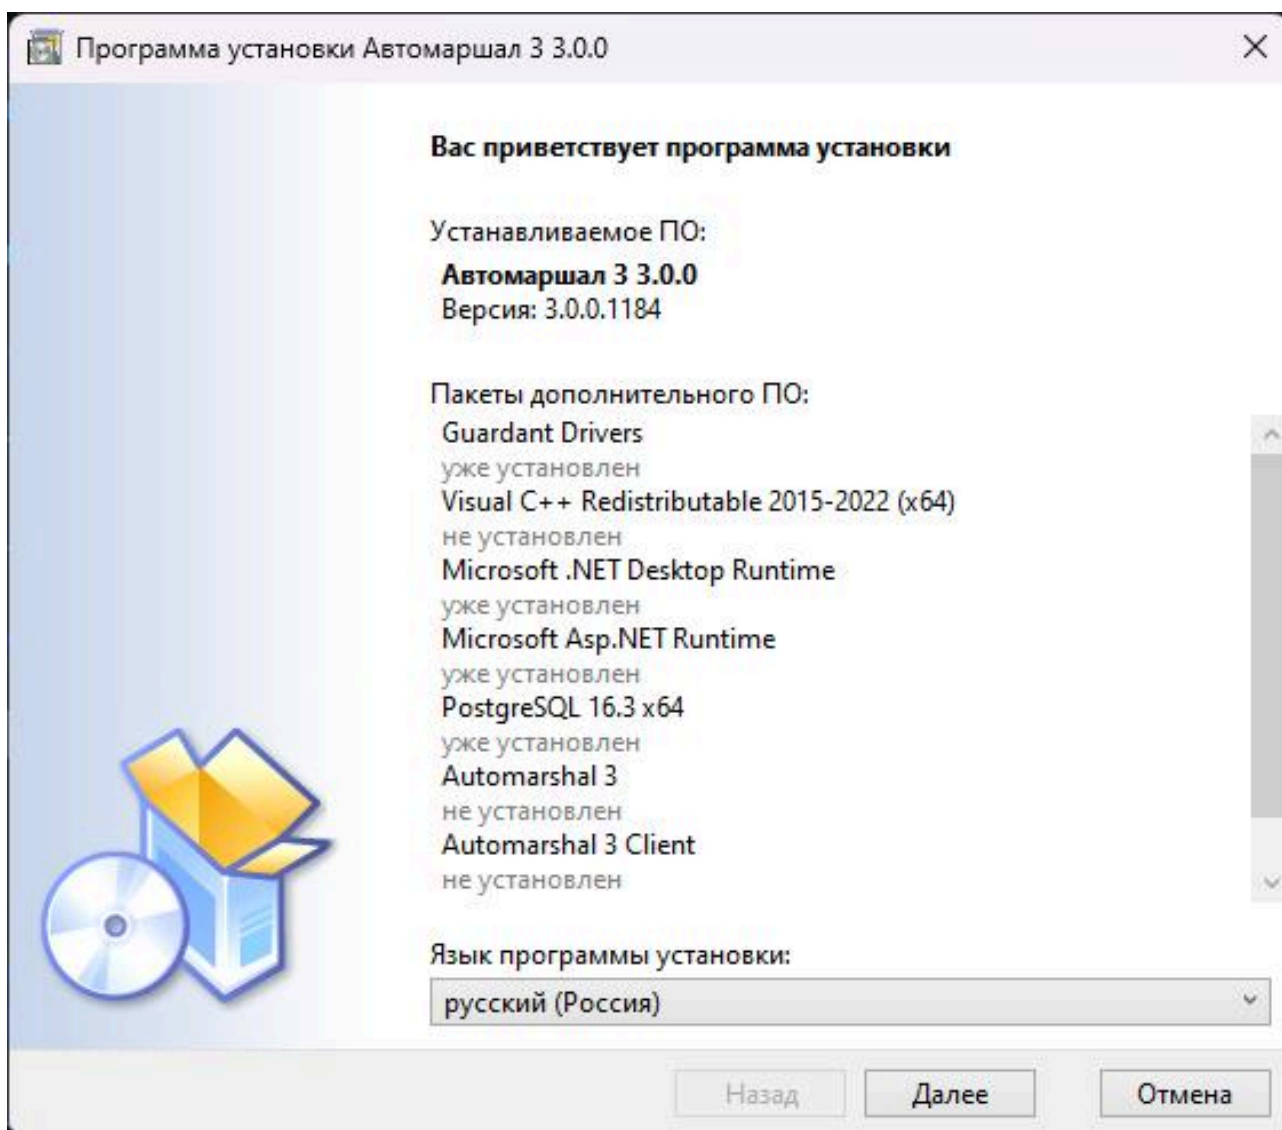 Программа установки Автомаршал 3 3.0.0
Вас приветствует программа установки
Устанавливаемое ПО:
Автомаршал 3 3.0.0
Версия: 3.0.0.1184
Пакеты дополнительного ПО:
Guardant Drivers
уже установлен
Visual C++ Redistributable 2015-2022 (x64)
не установлен
Microsoft .NET Desktop Runtime
уже установлен
Microsoft Asp.NET Runtime
уже установлен
PostgreSQL 16.3 x64
уже установлен
Automarshal 3
не установлен
Automarshal 3 Client
не установлен
Язык программы установки:
русский (Россия)
Назад Далее Отмена